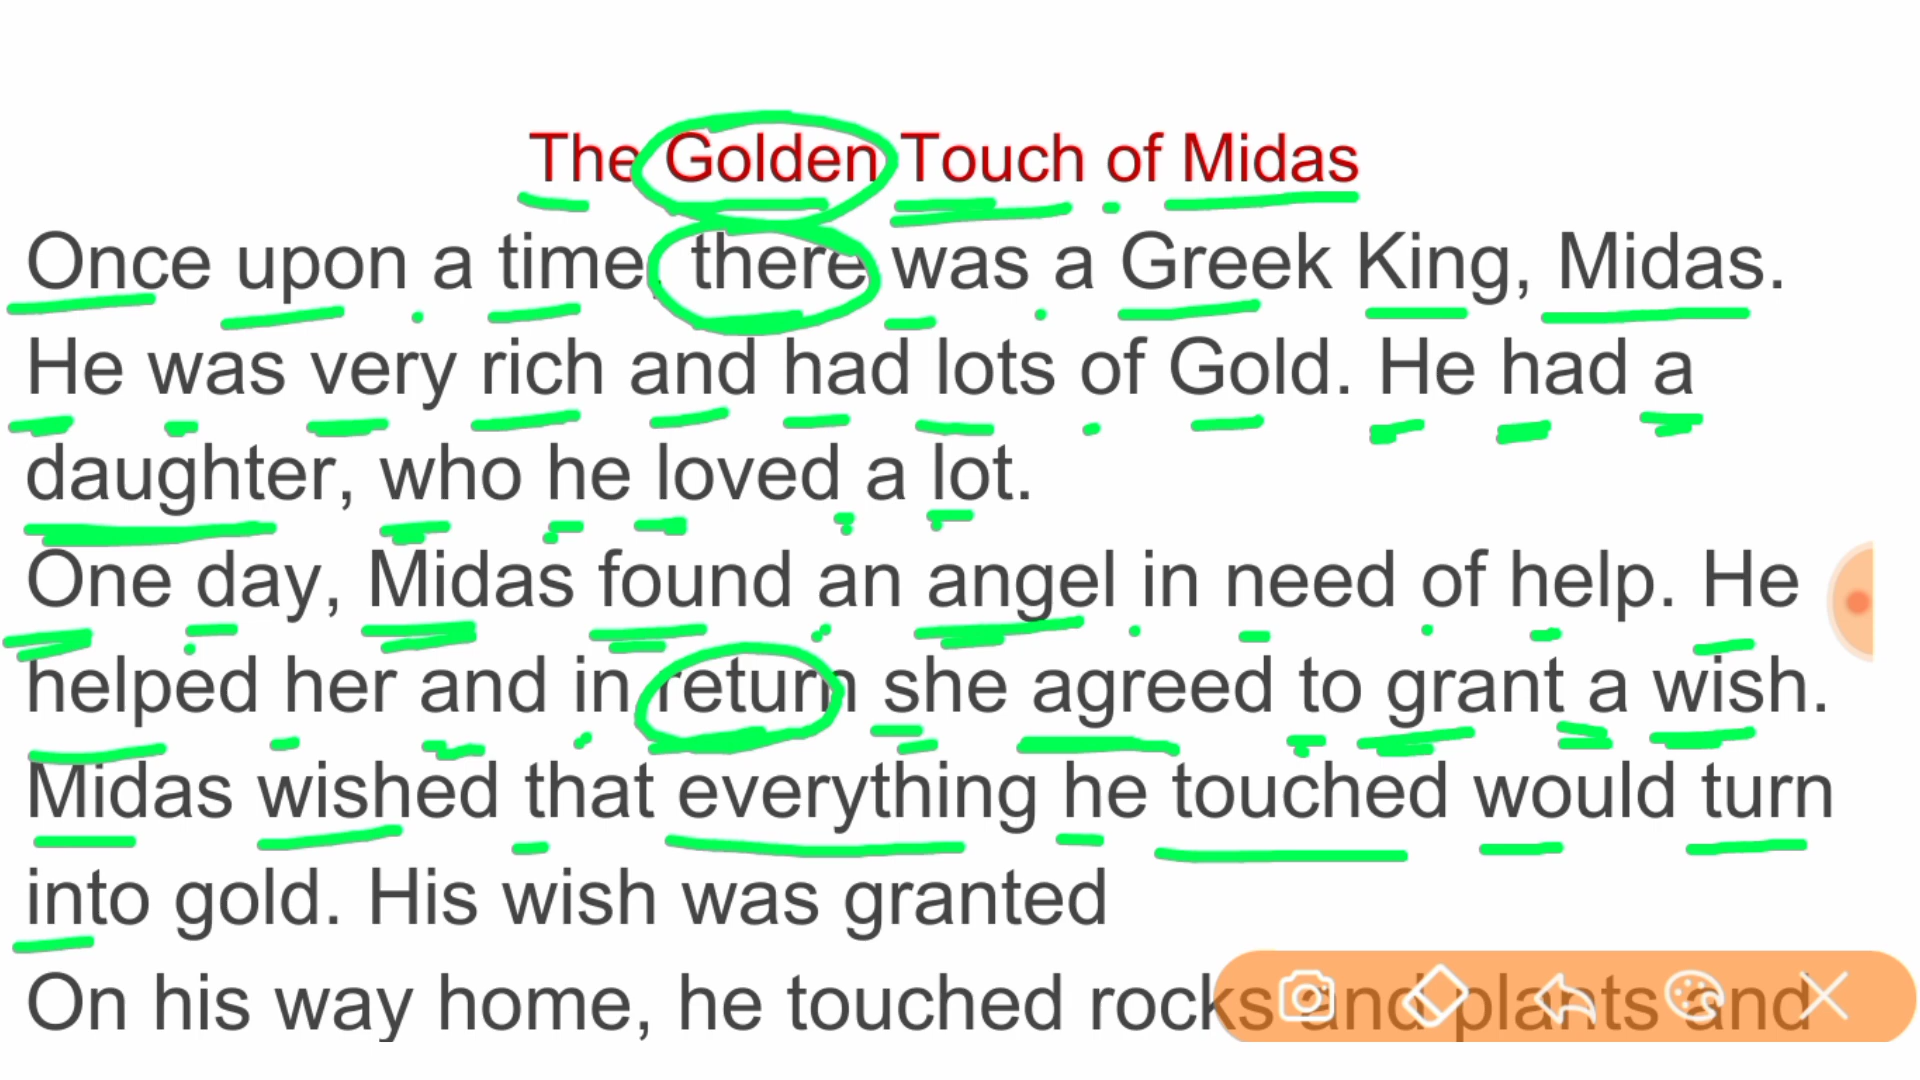 The Golden Touch of Midas
Once upon a time, there was a Greek King, Midas.
He was very rich and had lots of Gold. He had a
daughter, who he loved a lot.
One day, Midas found an angel in need of help. He
helped her and in return she agreed to grant a wish.
Midas wished that everything he touched would turn
into gold. His wish was granted
On his way home, he touched rocks and plants and